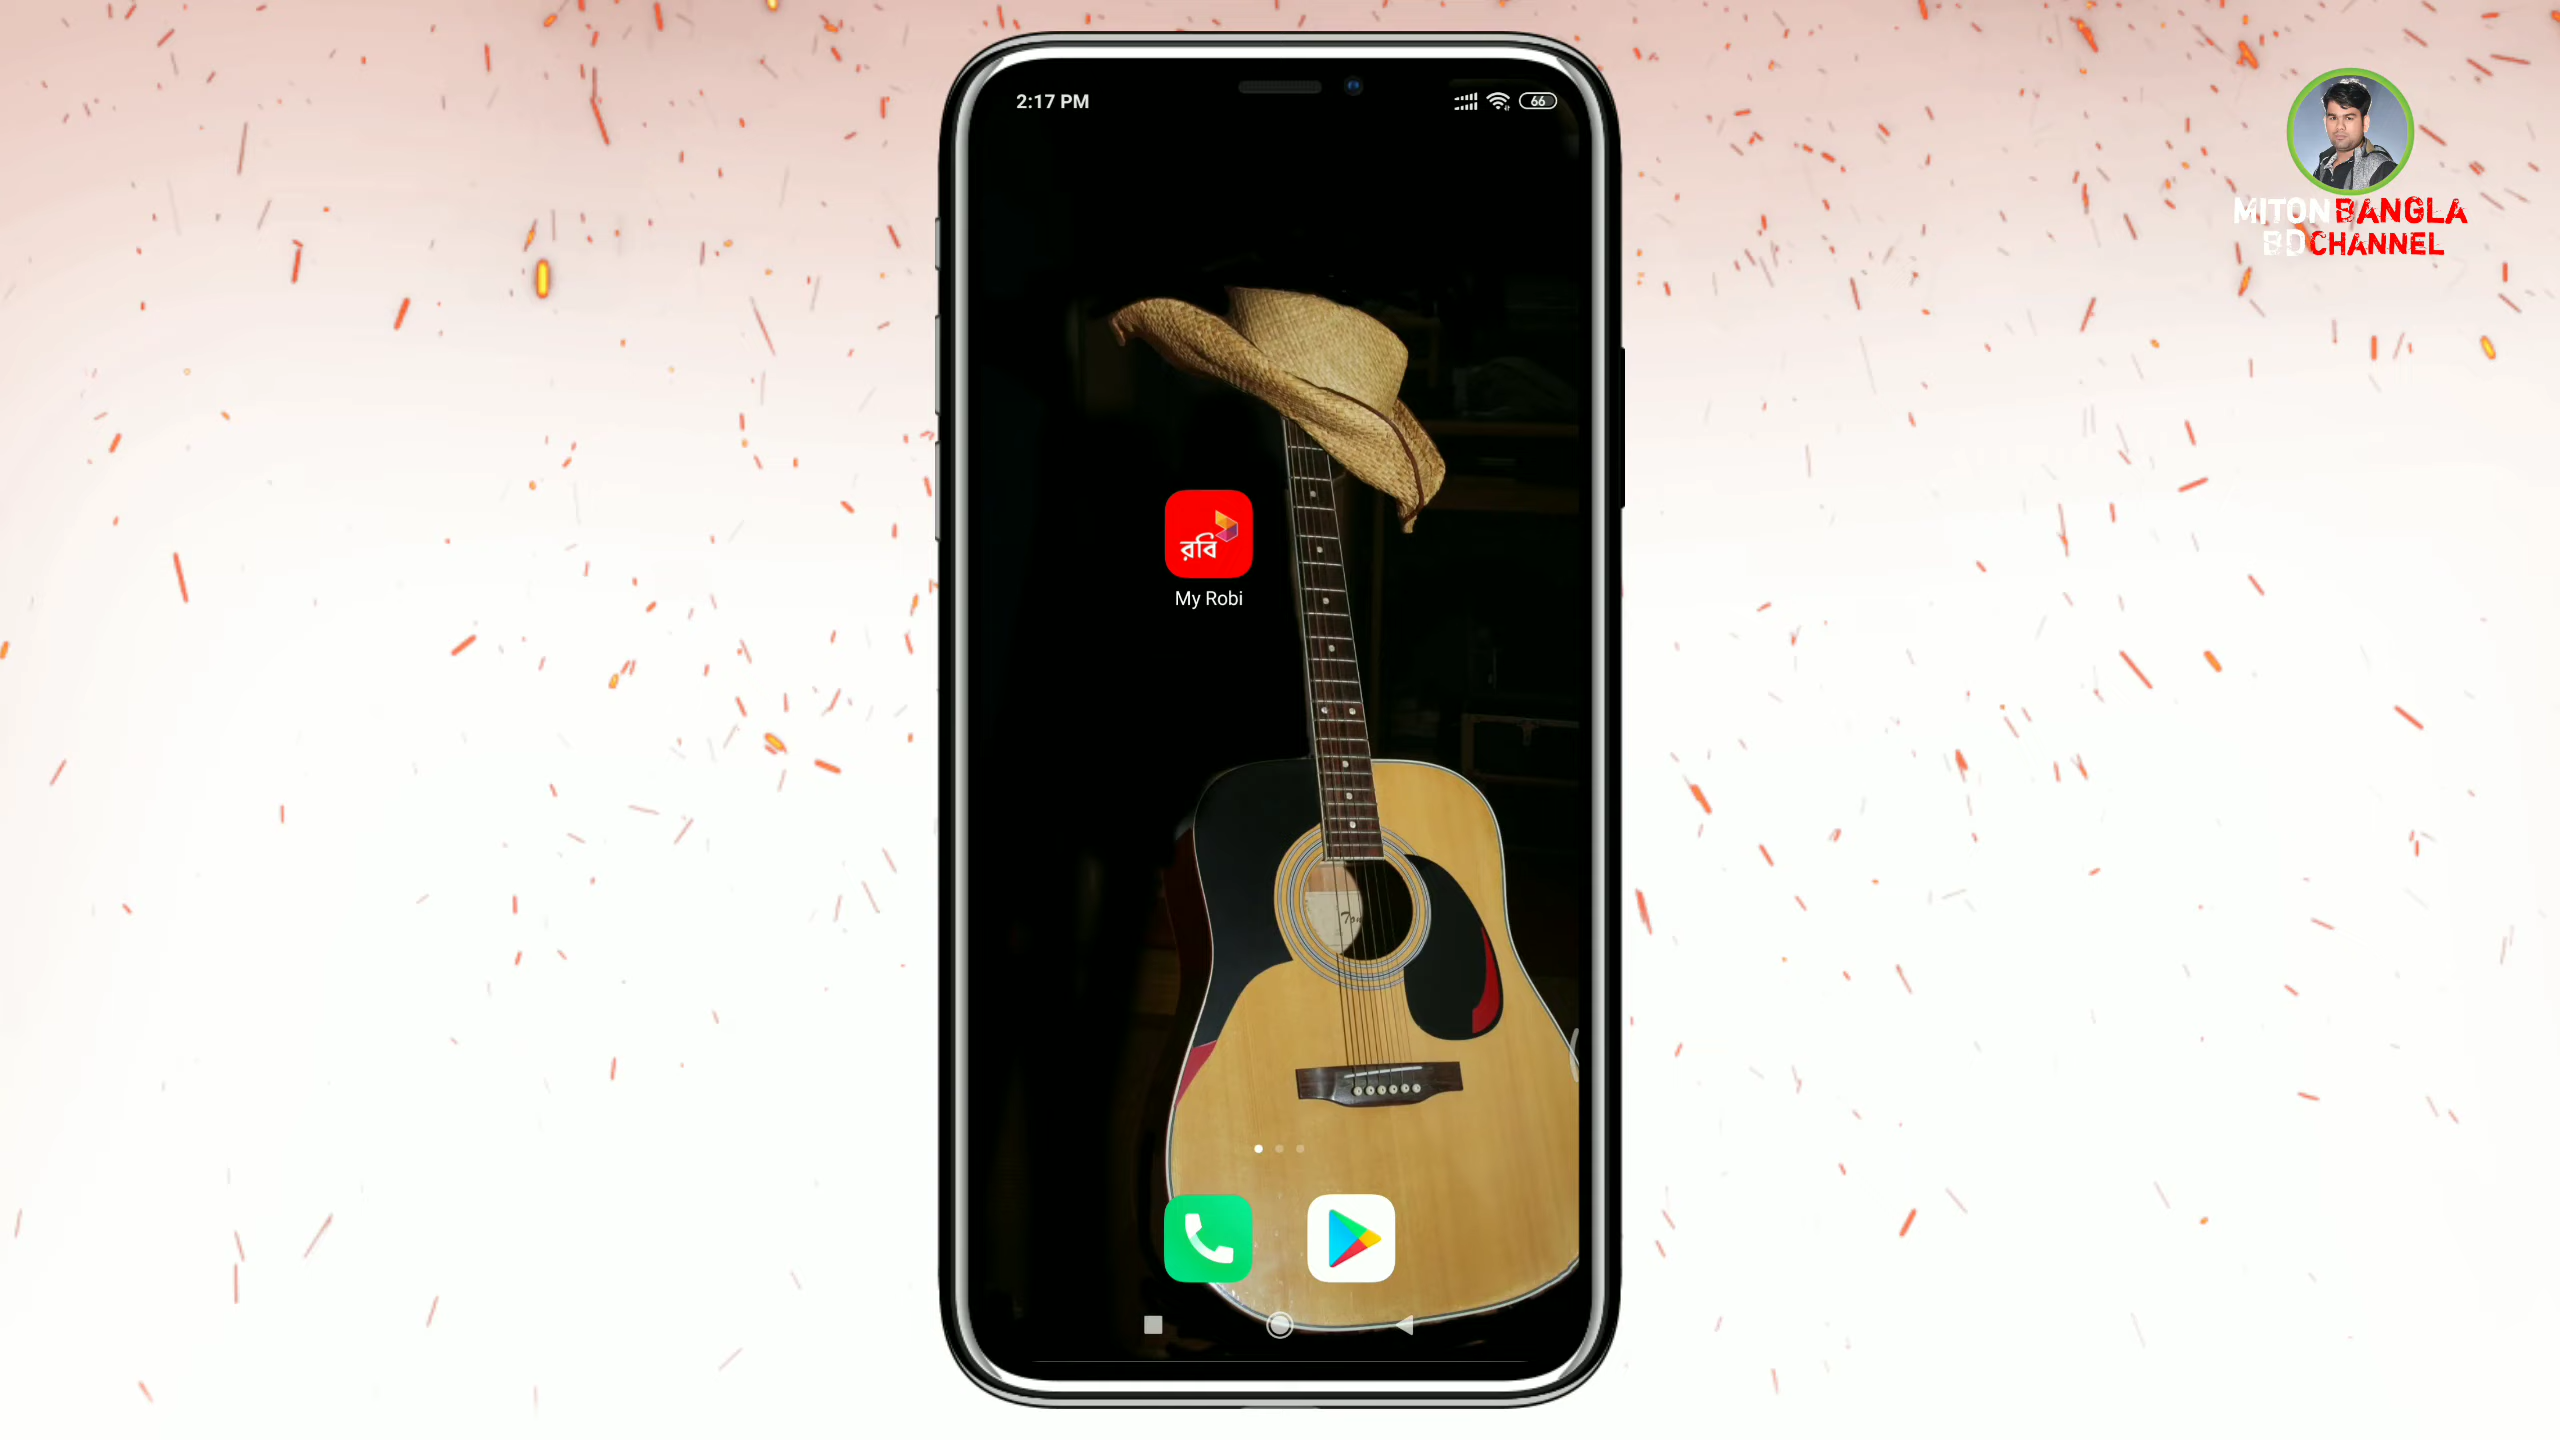 2:17 PM
66
MITON BANGLA
BD CHANNEL
রবি
My Robi